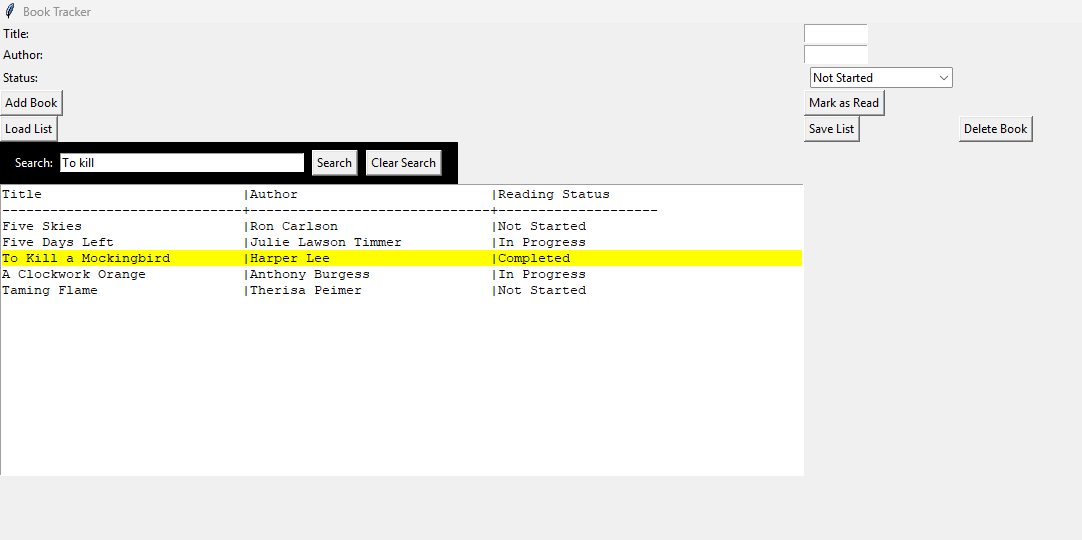 Book Tracker
Title:
Author:
Status: Not Started
Add Book Mark as Read
Load List Save List Delete Book
Search: To kill Search Clear Search
Title                         |Author                        |Reading Status
------------------------------+------------------------------+--------------------
Five Skies                    |Ron Carlson                   |Not Started
Five Days Left                |Julie Lawson Timmer           |In Progress
To Kill a Mockingbird         |Harper Lee                    |Completed
A Clockwork Orange            |Anthony Burgess               |In Progress
Taming Flame                  |Therisa Peimer                |Not Started